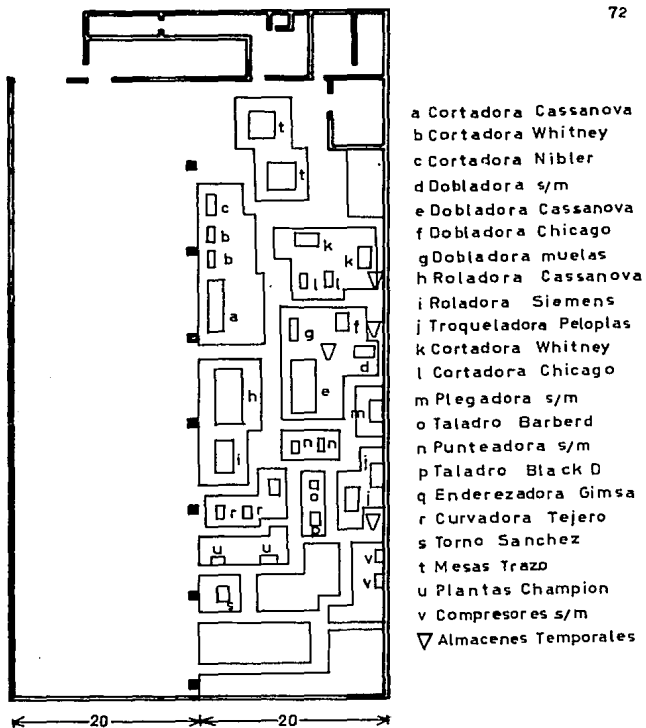 72
a Cortadora Cassanova
b Cortadora Whitney
c Cortadora Nibler
d Dobladora s/m
e Dobladora Cassanova
f Dobladora Chicago
g Dobladora muelas
h Roladora Cassanova
i Roladora Siemens
j Troqueladora Peloplas
k Cortadora Whitney
l Cortadora Chicago
m Plegadora s/m
o Taladro Barberd
n Punteadora s/m
p Taladro Black D
q Enderezadora Gimsa
r Curvadora Tejero
s Torno Sanchez
t Mesas Trazo
u Plantas Champion
v Compresores s/m
▽ Almacenes Temporales
t
t
c
b
b
a
k
k
l
l
g
f
d
e
h
i
m
n
n
j
j
o
p
r
r
u
u
v
v
s
20
20